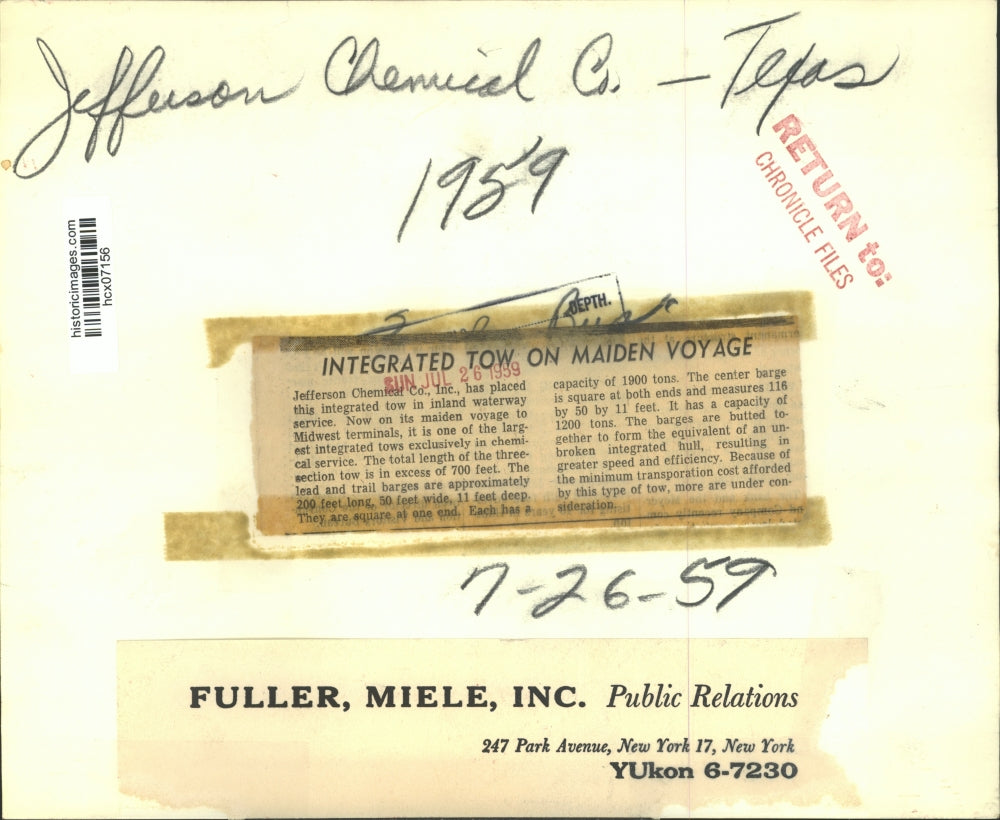 Jefferson Chemical Co. – Texas
1959
RETURN to:
CHRONICLE FILES
historicimages.com
hcx07156
DEPTH.
INTEGRATED TOW ON MAIDEN VOYAGE
SUN JUL 26 1959
Jefferson Chemical Co., Inc., has placed
this integrated tow in inland waterway
service. Now on its maiden voyage to
Midwest terminals, it is one of the larg-
est integrated tows exclusively in chemi-
cal service. The total length of the three-
section tow is in excess of 700 feet. The
lead and trail barges are approximately
200 feet long, 50 feet wide, 11 feet deep.
They are square at one end. Each has a
capacity of 1900 tons. The center barge
is square at both ends and measures 116
by 50 by 11 feet. It has a capacity of
1200 tons. The barges are butted to-
gether to form the equivalent of an un-
broken integrated hull, resulting in
greater speed and efficiency. Because of
the minimum transporation cost afforded
by this type of tow, more are under con-
sideration.
7-26-59
FULLER, MIELE, INC. Public Relations
247 Park Avenue, New York 17, New York
YUkon 6-7230